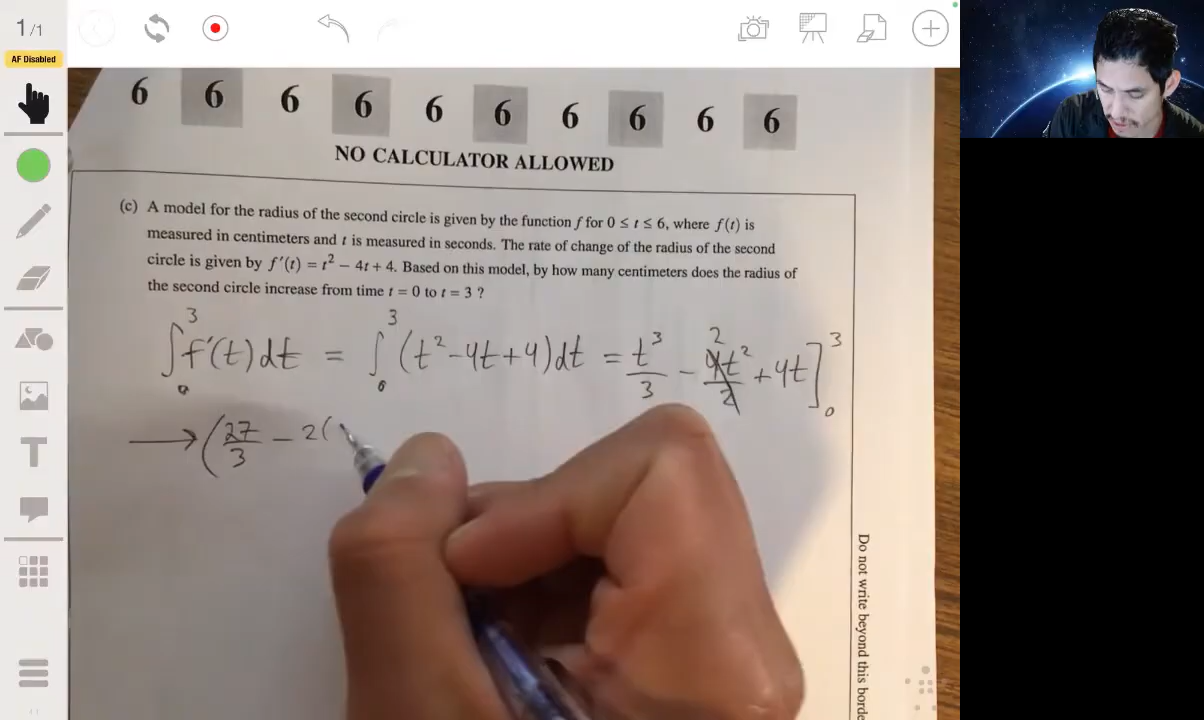 1/1
AF Disabled
6 6 6 6 6 6 6 6 6 6
NO CALCULATOR ALLOWED
(c) A model for the radius of the second circle is given by the function f for 0 ≤ t ≤ 6, where f(t) is
measured in centimeters and t is measured in seconds. The rate of change of the radius of the second
circle is given by f′(t) = t² − 4t + 4. Based on this model, by how many centimeters does the radius of
the second circle increase from time t = 0 to t = 3 ?
∫₀³ f′(t)dt = ∫₀³ (t² − 4t + 4)dt = t³/3 − 4t²/2 2 + 4t]₀³
→ (27/3 − 2(
T
Do not write beyond this borde